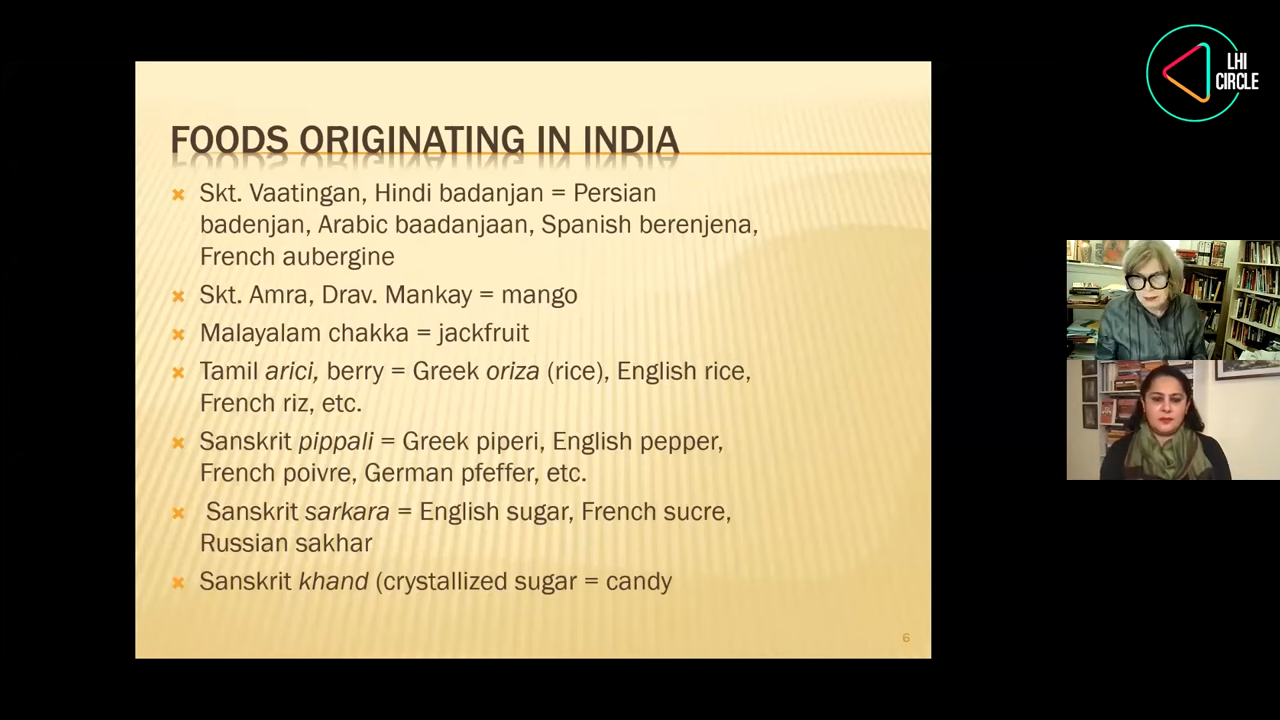 LHI
CIRCLE
FOODS ORIGINATING IN INDIA
Skt. Vaatingan, Hindi badanjan = Persian
badenjan, Arabic baadanjaan, Spanish berenjena,
French aubergine
Skt. Amra, Drav. Mankay = mango
Malayalam chakka = jackfruit
Tamil arici, berry = Greek oriza (rice), English rice,
French riz, etc.
Sanskrit pippali = Greek piperi, English pepper,
French poivre, German pfeffer, etc.
Sanskrit sarkara = English sugar, French sucre,
Russian sakhar
Sanskrit khand (crystallized sugar = candy
6